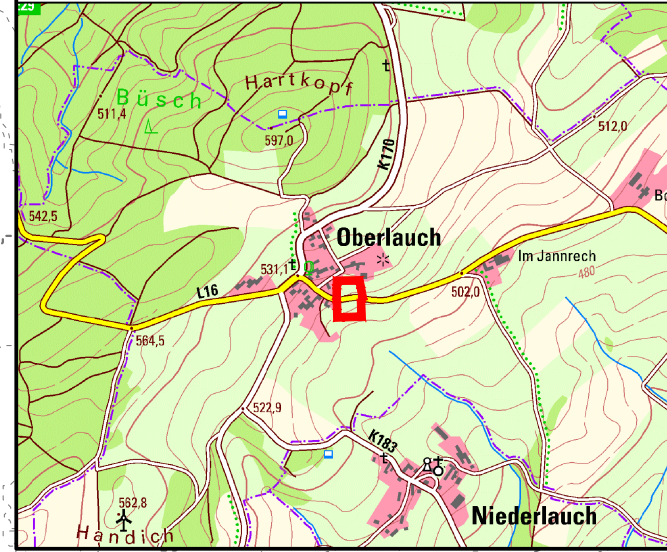 Hartkopf
Büsch
511,4
597,0
K170
512,0
542,5
Oberlauch
531,1
Im Jannrech
L16
502,0
480
564,5
522,9
K183
562,8
Niederlauch
Handich